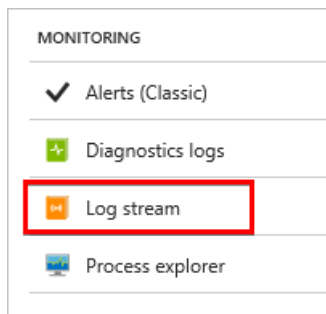 MONITORING
Alerts (Classic)
Diagnostics logs
Log stream
Process explorer